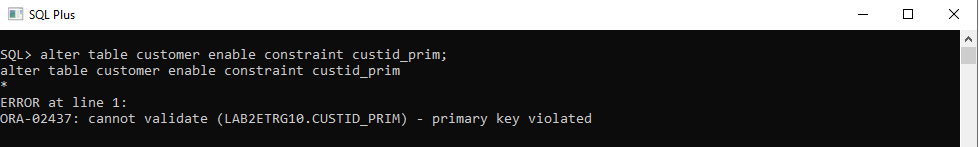 SQL Plus
SQL> alter table customer enable constraint custid_prim;
alter table customer enable constraint custid_prim
*
ERROR at line 1:
ORA-02437: cannot validate (LAB2ETRG10.CUSTID_PRIM) - primary key violated